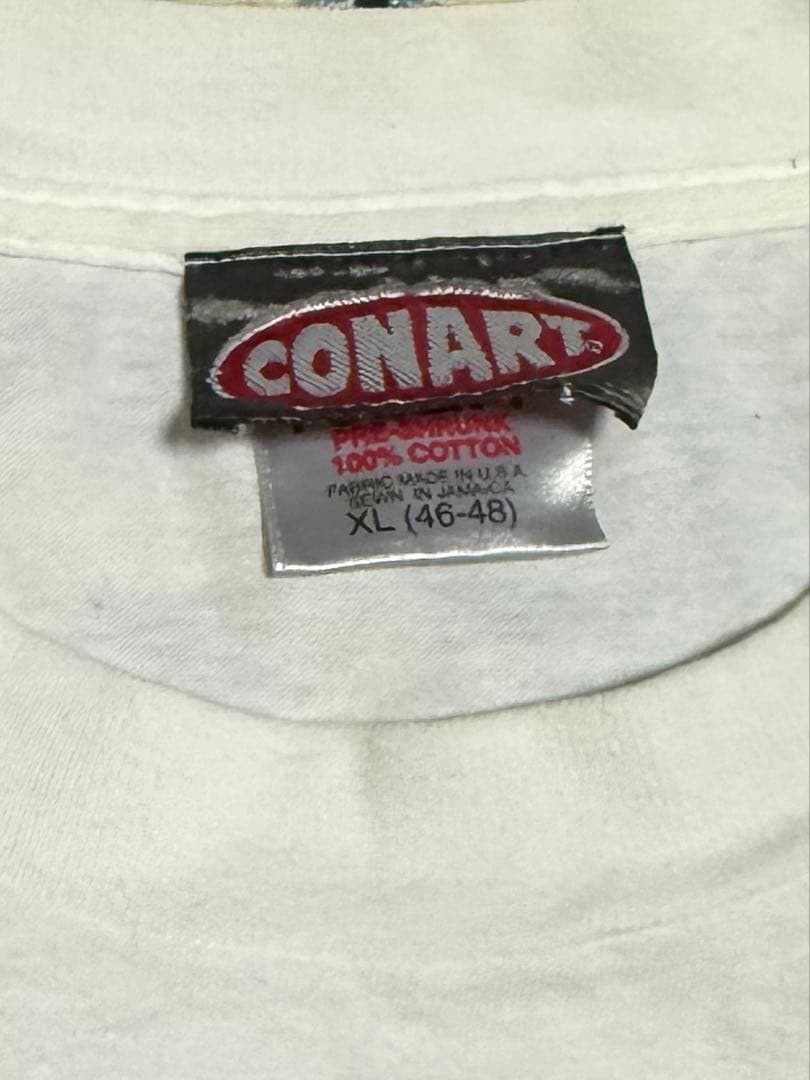 CONART
PRE-SHRUNK
100% COTTON
FABRIC MADE IN U.S.A
SEWN IN JAMAICA
XL (46-48)